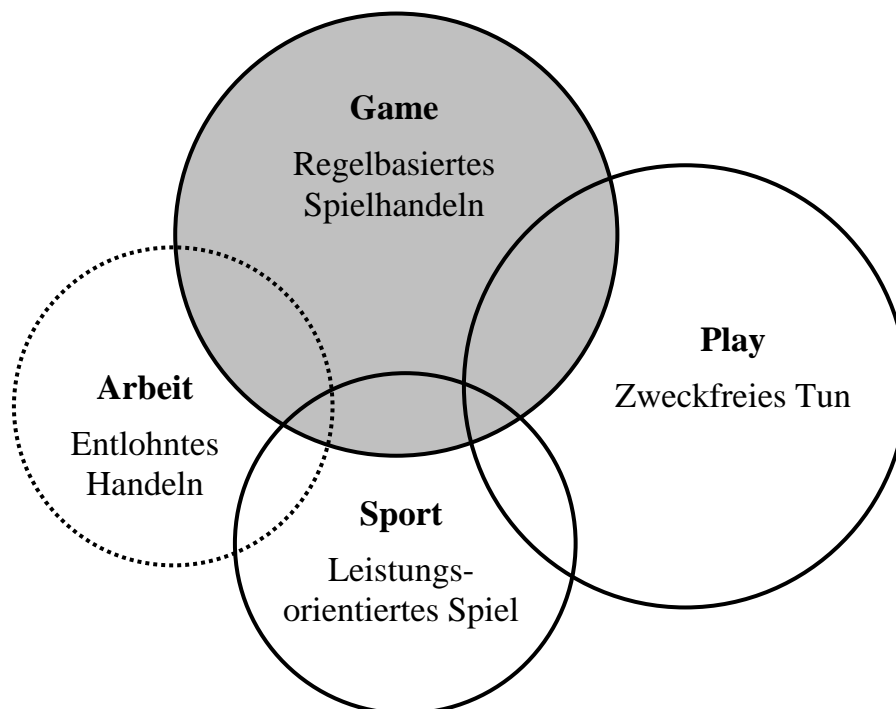 Game
Regelbasiertes
Spielhandeln
Play
Zweckfreies Tun
Arbeit
Entlohntes
Handeln
Sport
Leistungs-
orientiertes Spiel